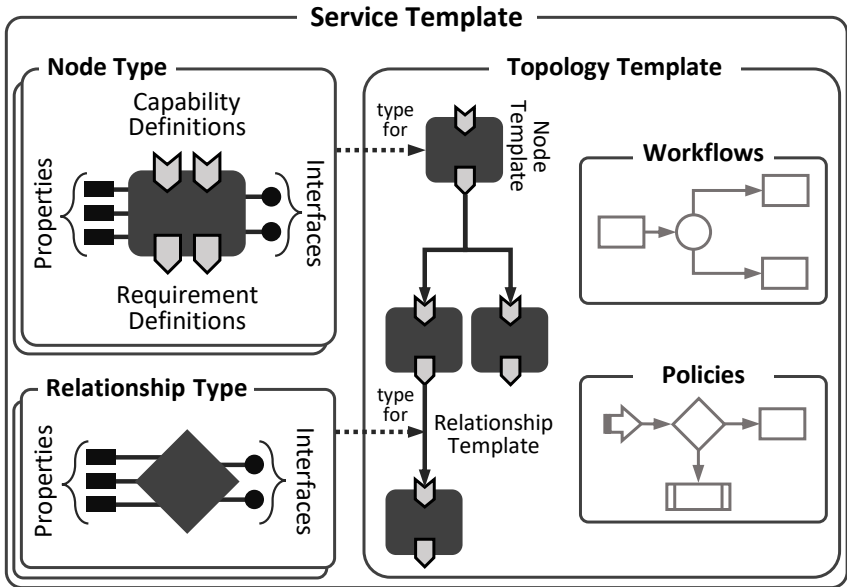 Service Template
Node Type
Capability
Definitions
Properties
Interfaces
Requirement
Definitions
Relationship Type
Properties
Interfaces
Topology Template
type
for
Node
Template
type
for
Relationship
Template
Workflows
Policies